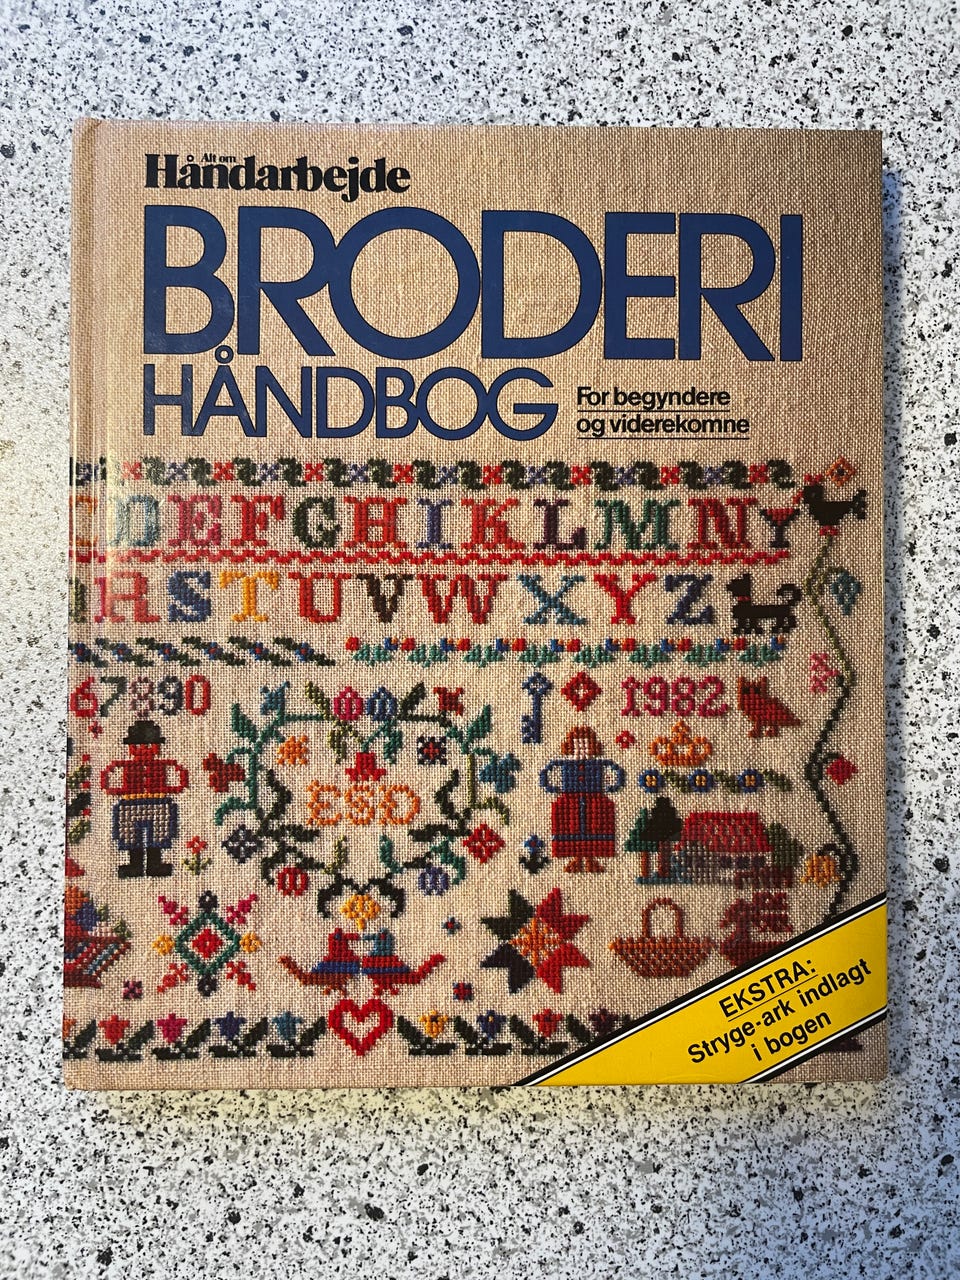 Alt om
Håndarbejde
BRODERI
HÅNDBOG
For begyndere
og viderekomne
DEFGHIKLMNY
RSTUVWXYZ
67890
1982
ESD
EKSTRA:
Stryge-ark indlagt
i bogen